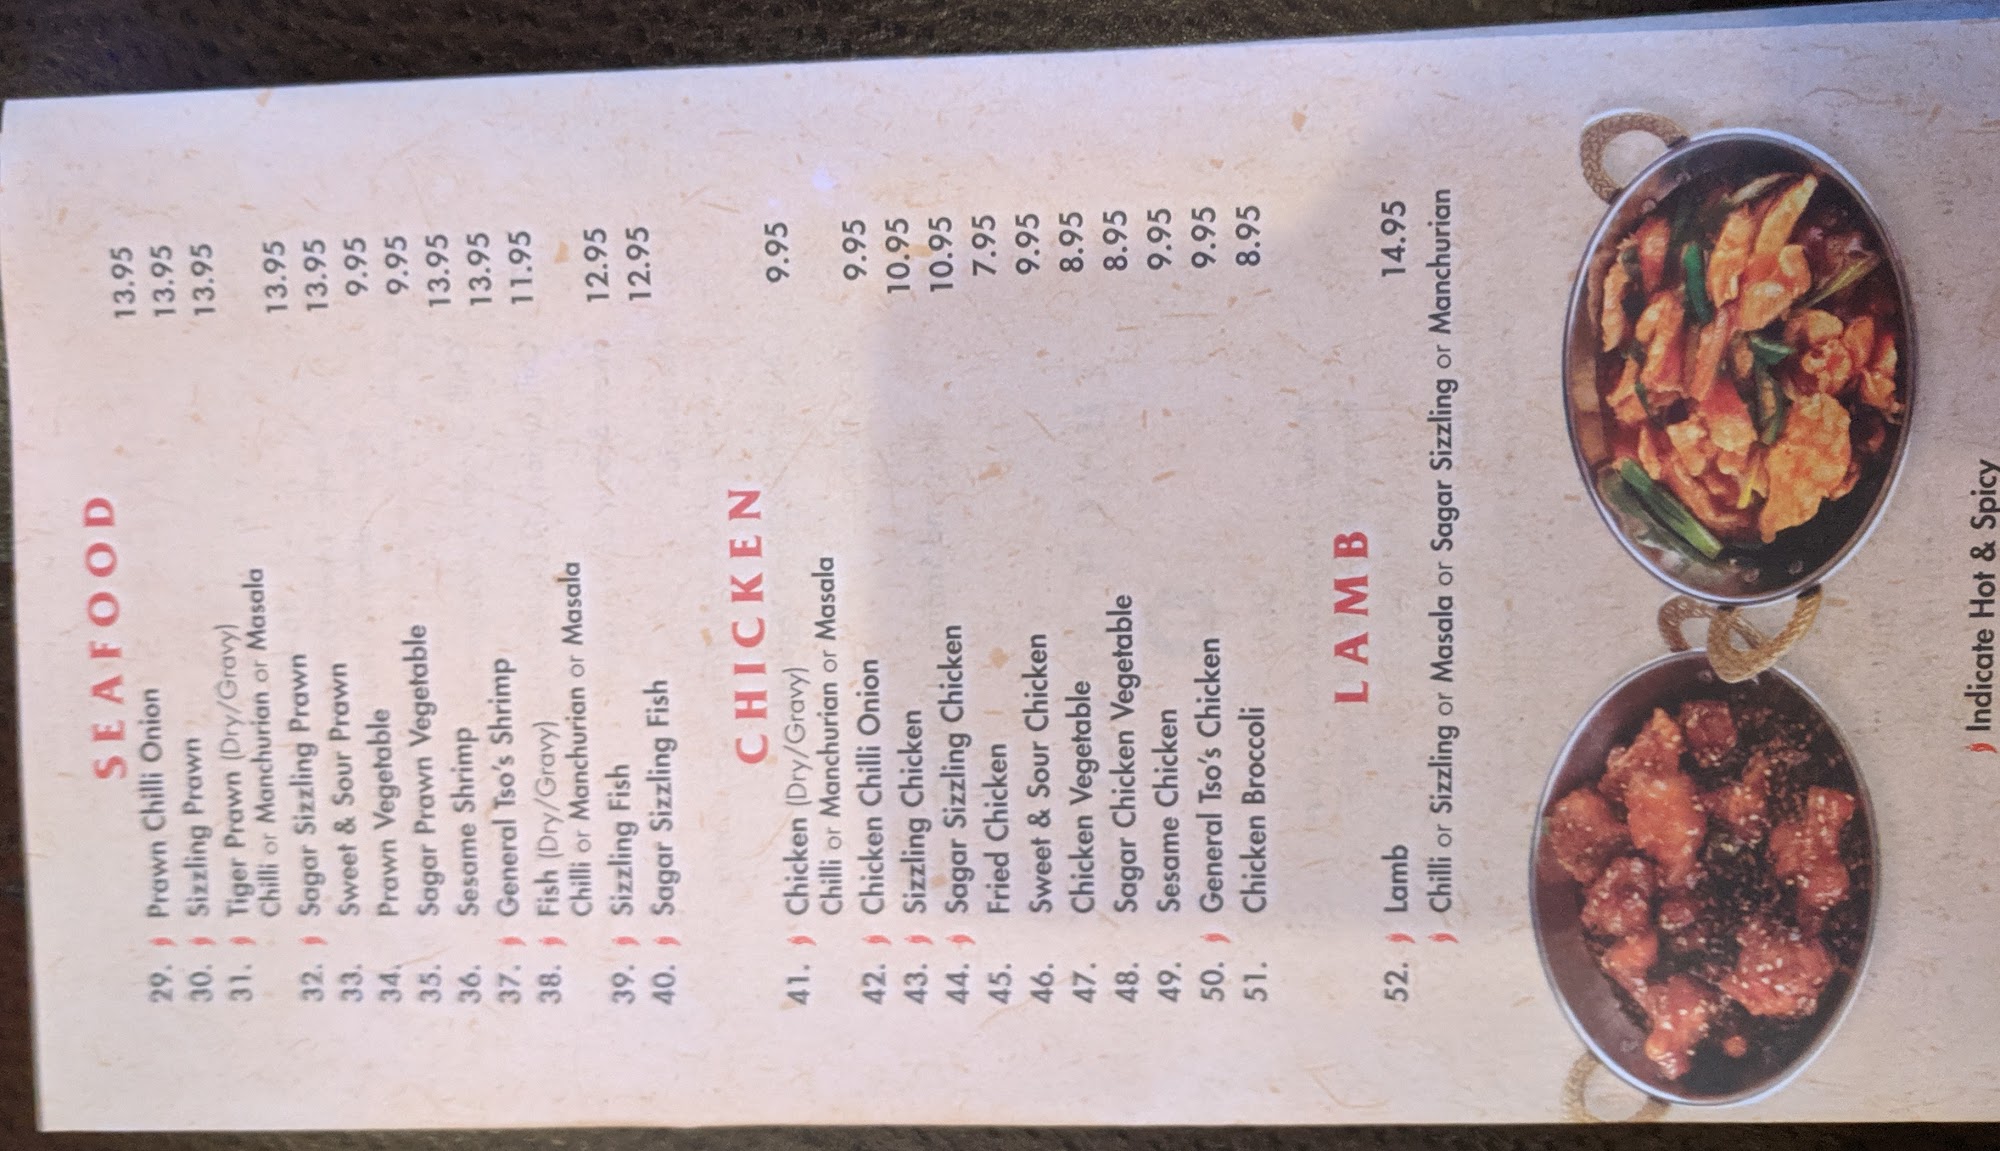 SEAFOOD
29. Prawn Chilli Onion 13.95
30. Sizzling Prawn 13.95
31. Tiger Prawn (Dry/Gravy) 13.95
Chilli or Manchurian or Masala
32. Sagar Sizzling Prawn 13.95
33. Sweet & Sour Prawn 13.95
34. Prawn Vegetable 9.95
35. Sagar Prawn Vegetable 9.95
36. Sesame Shrimp 13.95
37. General Tso's Shrimp 13.95
38. Fish (Dry/Gravy) 11.95
Chilli or Manchurian or Masala
39. Sizzling Fish 12.95
40. Sagar Sizzling Fish 12.95
CHICKEN
41. Chicken (Dry/Gravy) 9.95
Chilli or Manchurian or Masala
42. Chicken Chilli Onion 9.95
43. Sizzling Chicken 10.95
44. Sagar Sizzling Chicken 10.95
45. Fried Chicken 7.95
46. Sweet & Sour Chicken 9.95
47. Chicken Vegetable 8.95
48. Sagar Chicken Vegetable 8.95
49. Sesame Chicken 9.95
50. General Tso's Chicken 9.95
51. Chicken Broccoli 8.95
LAMB
52. Lamb 14.95
Chilli or Sizzling or Masala or Sagar Sizzling or Manchurian
Indicate Hot & Spicy